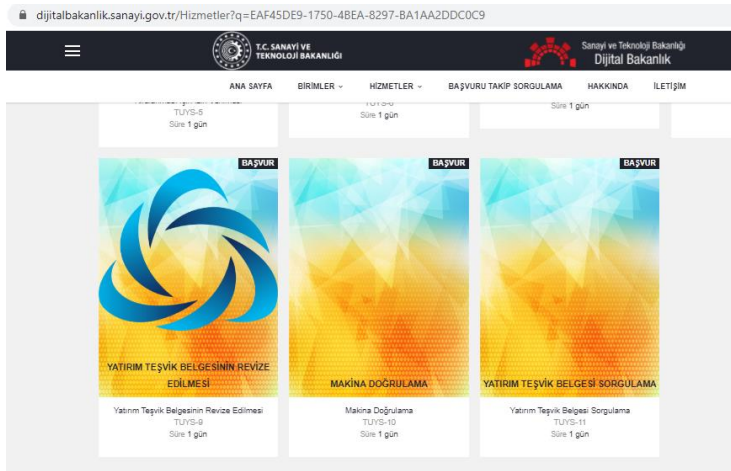 dijitalbakanlik.sanayi.gov.tr/Hizmetler?q=EAF45DE9-1750-4BEA-8297-BA1AA2DDC0C9
T.C. SANAYİ VE
TEKNOLOJİ BAKANLIĞI
Sanayi ve Teknoloji Bakanlığı
Dijital Bakanlık
ANA SAYFA BİRİMLER HİZMETLER BAŞVURU TAKİP SORGULAMA HAKKINDA İLETİŞİM
TUYS-5
Süre 1 gün
Süre 1 gün
Süre 1 gün
BAŞVUR
YATIRIM TEŞVİK BELGESİNİN REVİZE
EDİLMESİ
Yatırım Teşvik Belgesinin Revize Edilmesi
TUYS-9
Süre 1 gün
BAŞVUR
MAKİNA DOĞRULAMA
Makina Doğrulama
TUYS-10
Süre 1 gün
BAŞVUR
YATIRIM TEŞVİK BELGESİ SORGULAMA
Yatırım Teşvik Belgesi Sorgulama
TUYS-11
Süre 1 gün